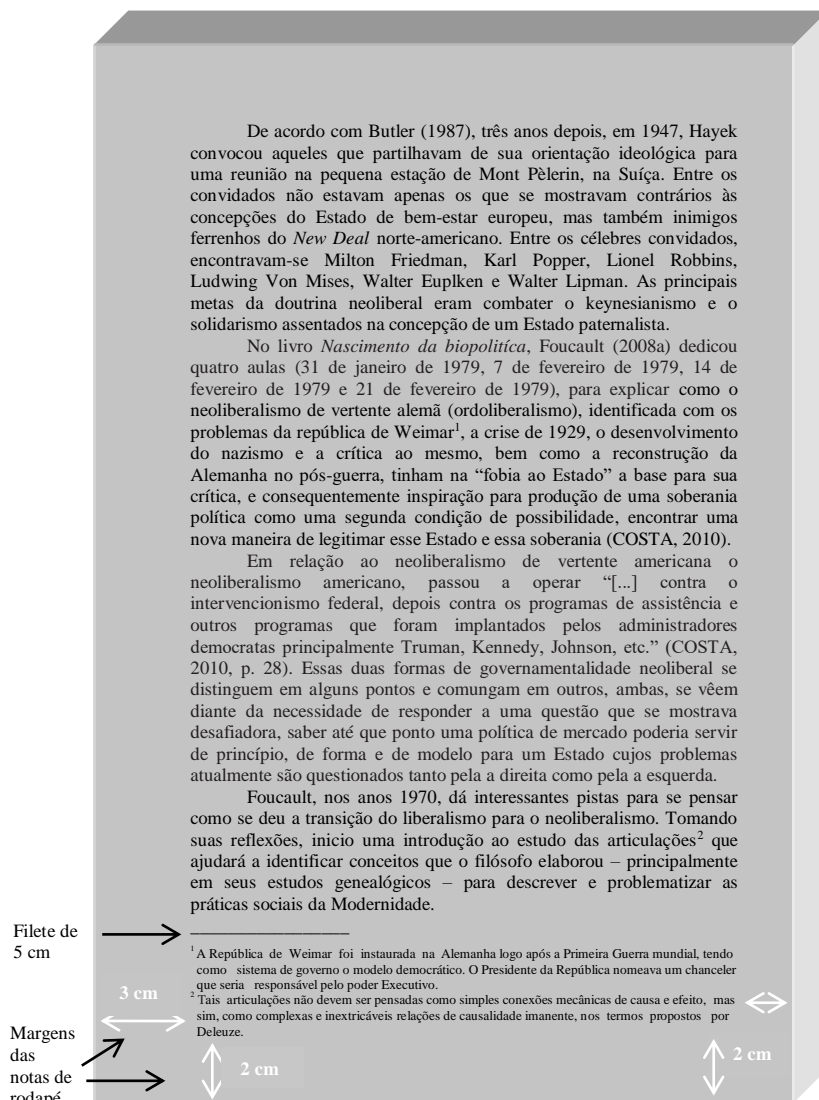 De acordo com Butler (1987), três anos depois, em 1947, Hayek
convocou aqueles que partilhavam de sua orientação ideológica para
uma reunião na pequena estação de Mont Pèlerin, na Suíça. Entre os
convidados não estavam apenas os que se mostravam contrários às
concepções do Estado de bem-estar europeu, mas também inimigos
ferrenhos do New Deal norte-americano. Entre os célebres convidados,
encontravam-se Milton Friedman, Karl Popper, Lionel Robbins,
Ludwing Von Mises, Walter Euplken e Walter Lipman. As principais
metas da doutrina neoliberal eram combater o keynesianismo e o
solidarismo assentados na concepção de um Estado paternalista.
No livro Nascimento da biopolitíca, Foucault (2008a) dedicou
quatro aulas (31 de janeiro de 1979, 7 de fevereiro de 1979, 14 de
fevereiro de 1979 e 21 de fevereiro de 1979), para explicar como o
neoliberalismo de vertente alemã (ordoliberalismo), identificada com os
problemas da república de Weimar¹, a crise de 1929, o desenvolvimento
do nazismo e a crítica ao mesmo, bem como a reconstrução da
Alemanha no pós-guerra, tinham na “fobia ao Estado” a base para sua
crítica, e consequentemente inspiração para produção de uma soberania
política como uma segunda condição de possibilidade, encontrar uma
nova maneira de legitimar esse Estado e essa soberania (COSTA, 2010).
Em relação ao neoliberalismo de vertente americana o
neoliberalismo americano, passou a operar “[...] contra o
intervencionismo federal, depois contra os programas de assistência e
outros programas que foram implantados pelos administradores
democratas principalmente Truman, Kennedy, Johnson, etc.” (COSTA,
2010, p. 28). Essas duas formas de governamentalidade neoliberal se
distinguem em alguns pontos e comungam em outros, ambas, se vêem
diante da necessidade de responder a uma questão que se mostrava
desafiadora, saber até que ponto uma política de mercado poderia servir
de princípio, de forma e de modelo para um Estado cujos problemas
atualmente são questionados tanto pela a direita como pela a esquerda.
Foucault, nos anos 1970, dá interessantes pistas para se pensar
como se deu a transição do liberalismo para o neoliberalismo. Tomando
suas reflexões, inicio uma introdução ao estudo das articulações² que
ajudará a identificar conceitos que o filósofo elaborou – principalmente
em seus estudos genealógicos – para descrever e problematizar as
práticas sociais da Modernidade.
Filete de
5 cm
¹ A República de Weimar foi instaurada na Alemanha logo após a Primeira Guerra mundial, tendo
como sistema de governo o modelo democrático. O Presidente da República nomeava um chanceler
que seria responsável pelo poder Executivo.
² Tais articulações não devem ser pensadas como simples conexões mecânicas de causa e efeito, mas
sim, como complexas e inextricáveis relações de causalidade imanente, nos termos propostos por
Deleuze.
3 cm
Margens
das
notas de
rodapé
2 cm
2 cm